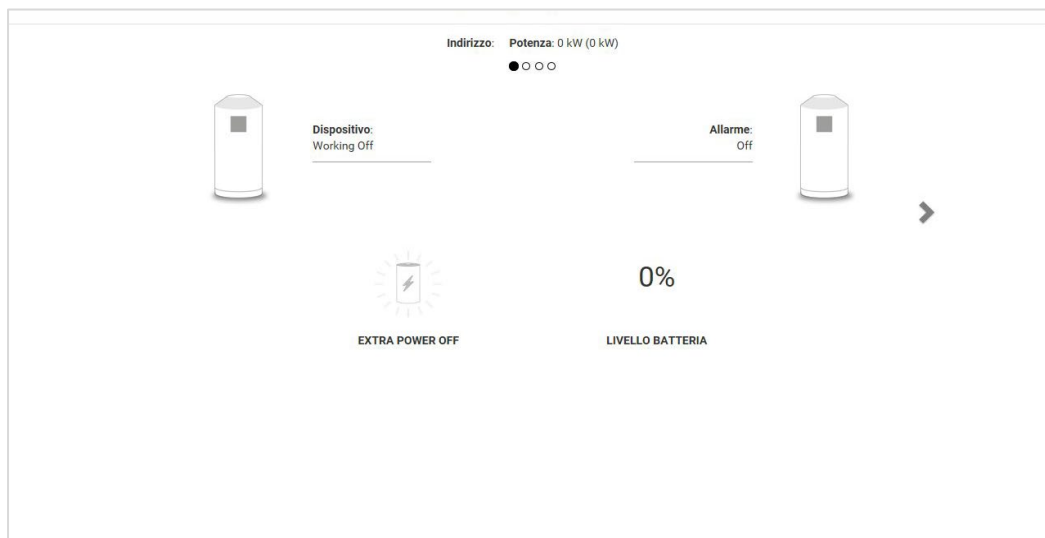 Indirizzo: Potenza: 0 kW (0 kW)
Dispositivo:
Working Off
Allarme:
Off
0%
EXTRA POWER OFF
LIVELLO BATTERIA